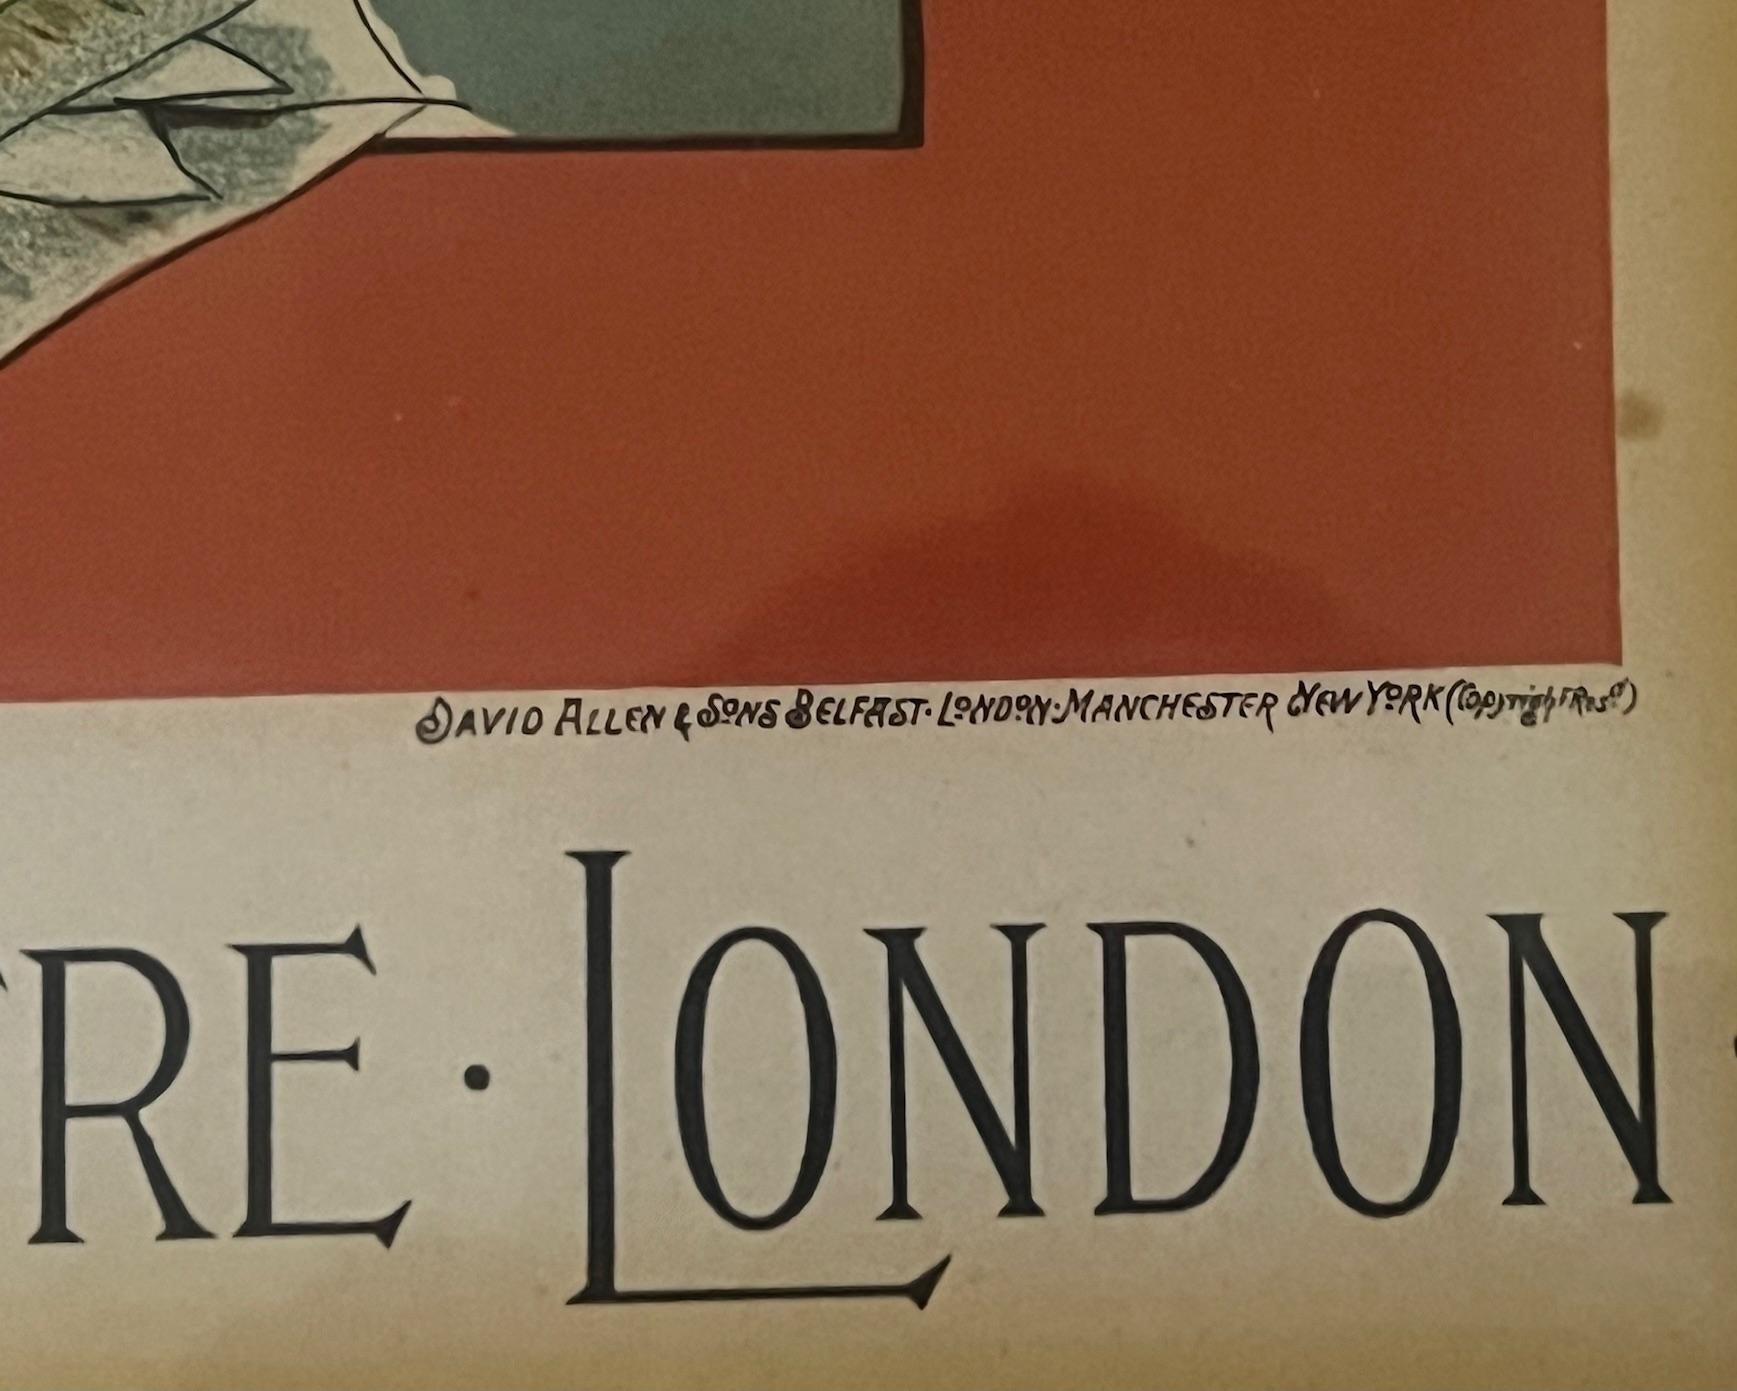 DAVID ALLEN & SONS BELFAST · LONDON · MANCHESTER NEW YORK (Copyright Resd)
TRE · LONDON ·